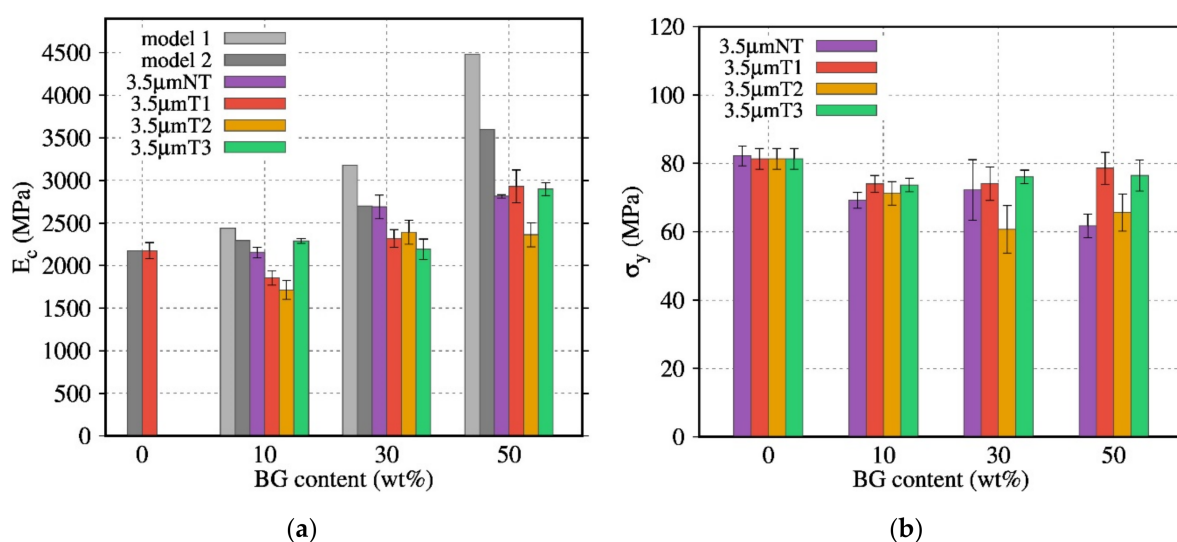 4500
4000
3500
3000
2500
2000
1500
1000
500
0
E_c (MPa)
model 1
model 2
3.5μmNT
3.5μmT1
3.5μmT2
3.5μmT3
0 10 30 50
BG content (wt%)
(a)
120
100
80
60
40
20
0
σ_y (MPa)
3.5μmNT
3.5μmT1
3.5μmT2
3.5μmT3
0 10 30 50
BG content (wt%)
(b)